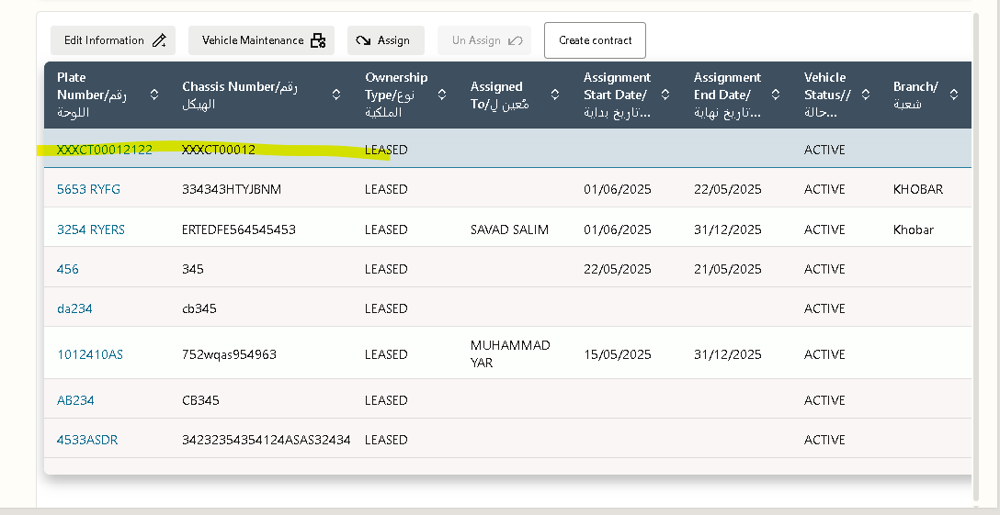 Edit Information Vehicle Maintenance Assign Un Assign Create contract
Plate Number/رقم اللوحة
Chassis Number/رقم الهيكل
Ownership Type/نوع الملكية
Assigned To/مُعين ل
Assignment Start Date/ تاريخ بداية...
Assignment End Date/ تاريخ نهاية...
Vehicle Status// حالة...
Branch/ شعبة
XXXCT00012122 XXXCT00012 LEASED ACTIVE
5653 RYFG 334343HTYJBNM LEASED 01/06/2025 22/05/2025 ACTIVE KHOBAR
3254 RYERS ERTEDFE564545453 LEASED SAVAD SALIM 01/06/2025 31/12/2025 ACTIVE Khobar
456 345 LEASED 22/05/2025 21/05/2025 ACTIVE
da234 cb345 LEASED ACTIVE
1012410AS 752wqas954963 LEASED MUHAMMAD YAR 15/05/2025 31/12/2025 ACTIVE
AB234 CB345 LEASED ACTIVE
4533ASDR 34232354354124ASAS32434 LEASED ACTIVE